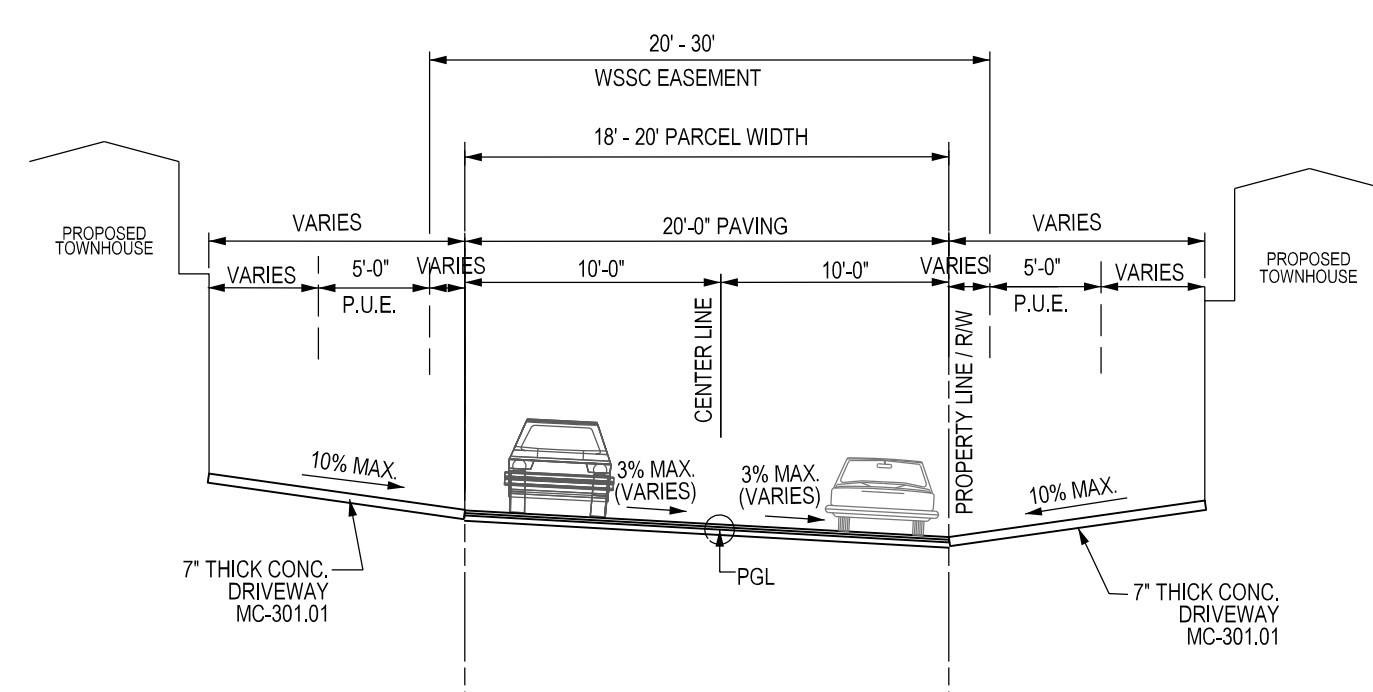 20' - 30'
WSSC EASEMENT
18' - 20' PARCEL WIDTH
VARIES
20'-0" PAVING
VARIES
PROPOSED
TOWNHOUSE
PROPOSED
TOWNHOUSE
VARIES
5'-0"
P.U.E.
VARIES
10'-0"
10'-0"
VARIES
5'-0"
P.U.E.
VARIES
CENTER LINE
PROPERTY LINE / R/W
10% MAX.
3% MAX.
(VARIES)
3% MAX.
(VARIES)
10% MAX.
7" THICK CONC.
DRIVEWAY
MC-301.01
PGL
7" THICK CONC.
DRIVEWAY
MC-301.01